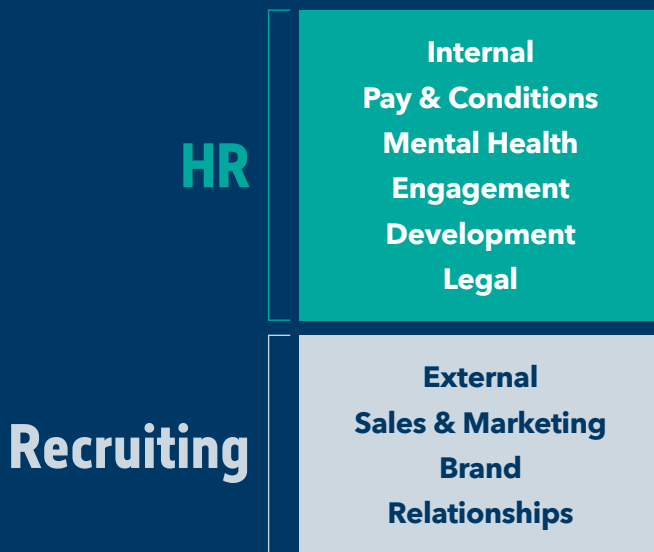 HR
Internal
Pay & Conditions
Mental Health
Engagement
Development
Legal
Recruiting
External
Sales & Marketing
Brand
Relationships